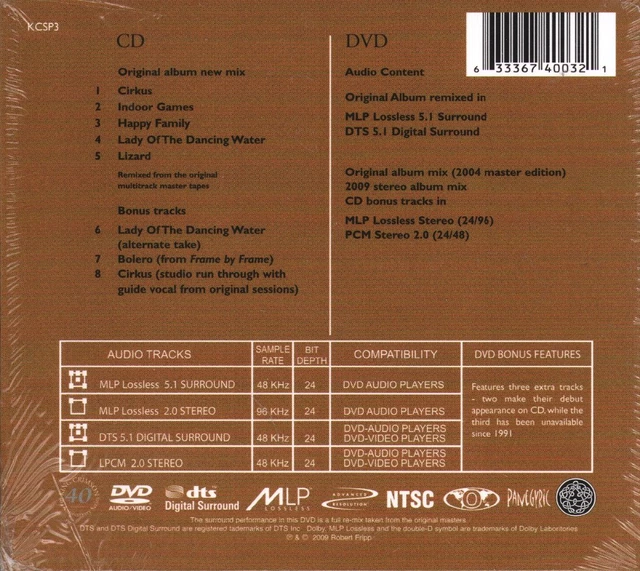 KCSP3
CD
Original album new mix
1 Cirkus
2 Indoor Games
3 Happy Family
4 Lady Of The Dancing Water
5 Lizard
Remixed from the original
multitrack master tapes
Bonus tracks
6 Lady Of The Dancing Water
(alternate take)
7 Bolero (from Frame by Frame)
8 Cirkus (studio run through with
guide vocal from original sessions)
DVD
Audio Content
Original Album remixed in
MLP Lossless 5.1 Surround
DTS 5.1 Digital Surround
Original album mix (2004 master edition)
2009 stereo album mix
CD bonus tracks in
MLP Lossless Stereo (24/96)
PCM Stereo 2.0 (24/48)
6 33367 40032 1
AUDIO TRACKS SAMPLE RATE BIT DEPTH COMPATIBILITY DVD BONUS FEATURES
MLP Lossless 5.1 SURROUND 48 KHz 24 DVD AUDIO PLAYERS
MLP Lossless 2.0 STEREO 96 KHz 24 DVD AUDIO PLAYERS
DTS 5.1 DIGITAL SURROUND 48 KHz 24 DVD-AUDIO PLAYERS
DVD-VIDEO PLAYERS
LPCM 2.0 STEREO 48 KHz 24 DVD-AUDIO PLAYERS
DVD-VIDEO PLAYERS
Features three extra tracks
- two make their debut
appearance on CD, while the
third has been unavailable
since 1991
40
DVD
AUDIO/VIDEO
dts
Digital Surround
MLP
LOSSLESS
ADVANCED
RESOLUTION
NTSC
PANEGYRIC
The surround performance in this DVD is a full re-mix taken from the original masters
DTS and DTS Digital Surround are registered trademarks of DTS Inc. Dolby, MLP Lossless and the double-D symbol are trademarks of Dolby Laboritories
℗ & © 2009 Robert Fripp